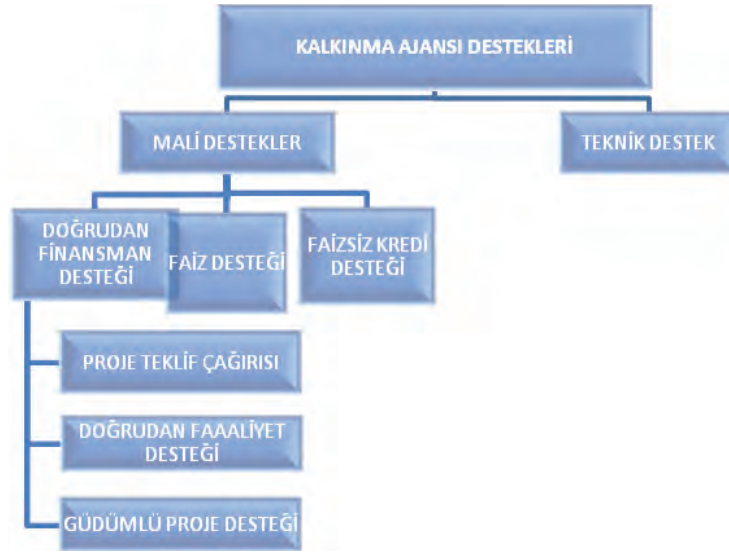 KALKINMA AJANSI DESTEKLERİ
MALİ DESTEKLER
TEKNİK DESTEK
DOĞRUDAN
FİNANSMAN
DESTEĞİ
FAİZ DESTEĞİ
FAİZSİZ KREDİ
DESTEĞİ
PROJE TEKLİF ÇAĞIRISI
DOĞRUDAN FAAALİYET
DESTEĞİ
GÜDÜMLÜ PROJE DESTEĞİ